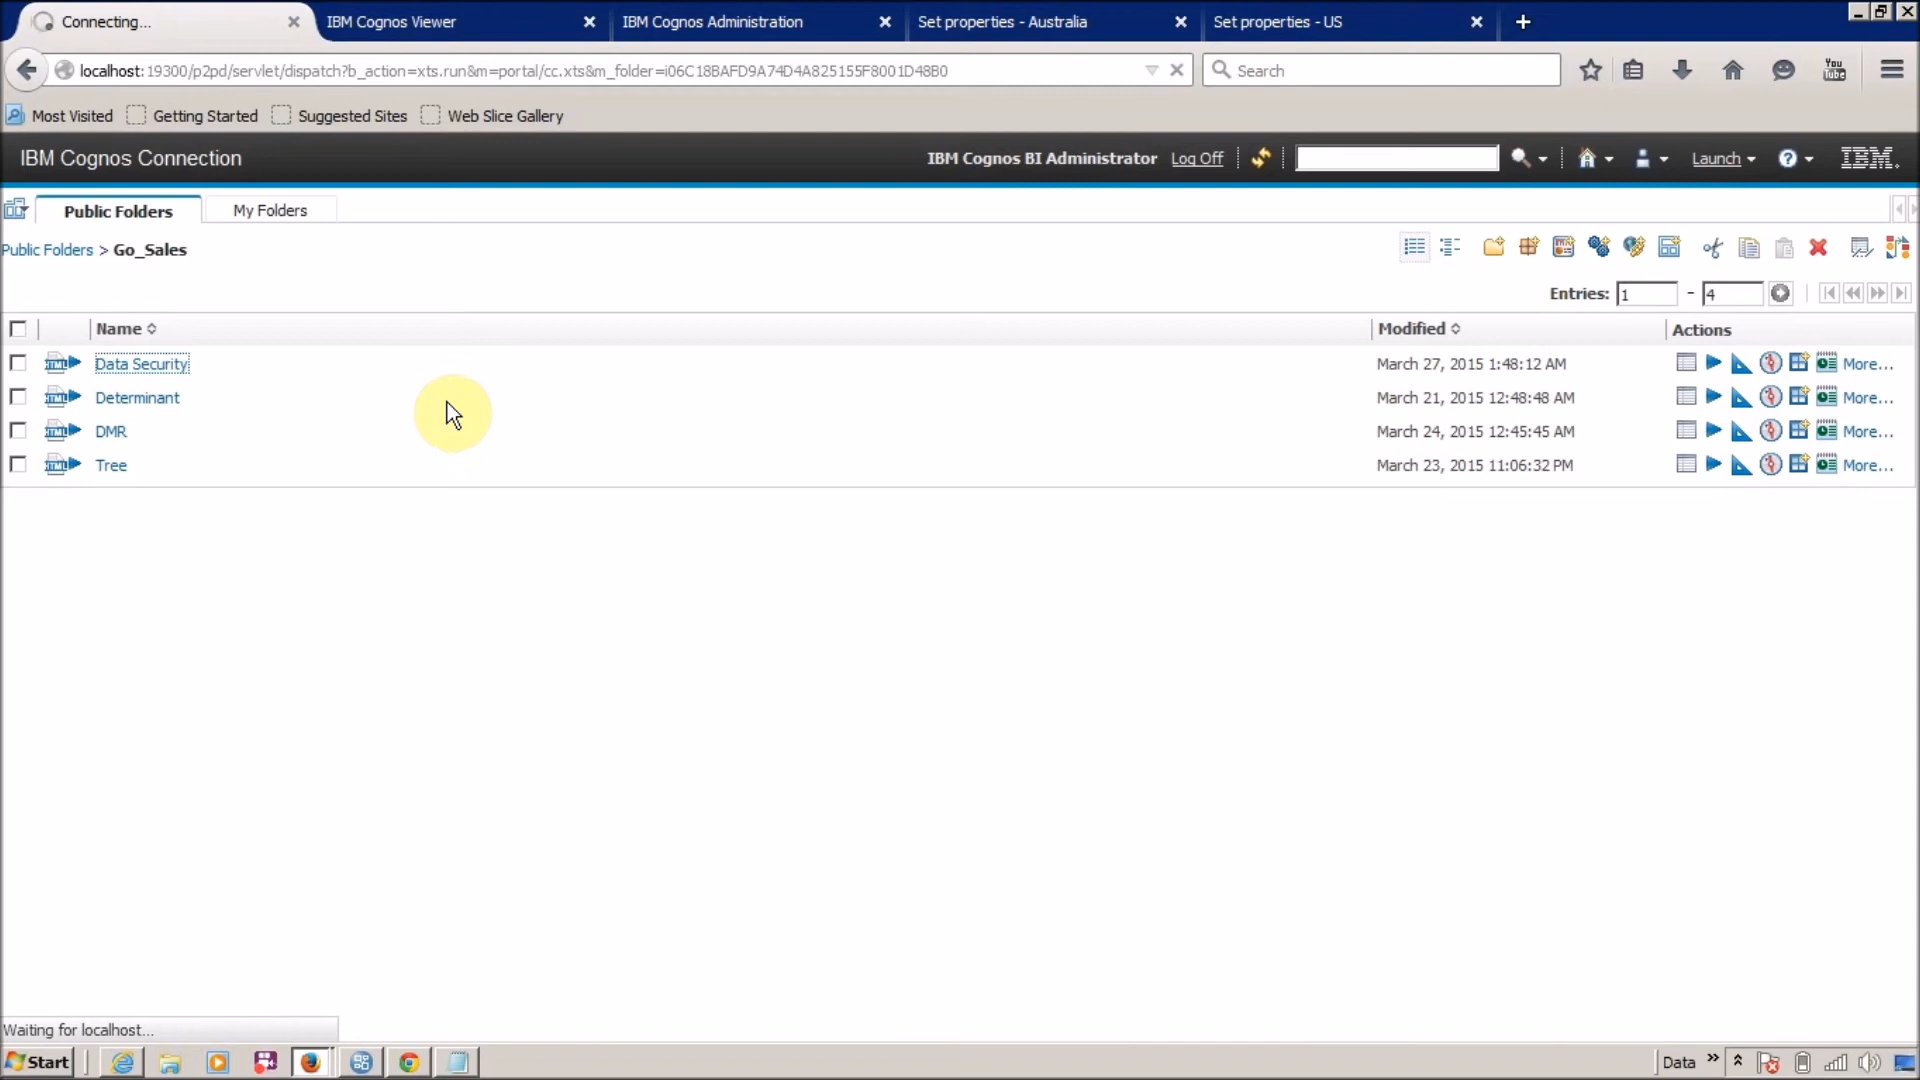 Connecting...
IBM Cognos Viewer
IBM Cognos Administration
Set properties - Australia
Set properties - US
localhost:19300/p2pd/servlet/dispatch?b_action=xts.run&m=portal/cc.xts&m_folder=i06C18BAFD9A74D4A825155F8001D48B0
Search
You Tube
Most Visited
Getting Started
Suggested Sites
Web Slice Gallery
IBM Cognos Connection
IBM Cognos BI Administrator
Log Off
Launch
IBM.
Public Folders
My Folders
Public Folders > Go_Sales
Entries: 1 - 4
Name
Modified
Actions
Data Security
March 27, 2015 1:48:12 AM
More...
Determinant
March 21, 2015 12:48:48 AM
More...
DMR
March 24, 2015 12:45:45 AM
More...
Tree
March 23, 2015 11:06:32 PM
More...
Waiting for localhost...
Start
Data